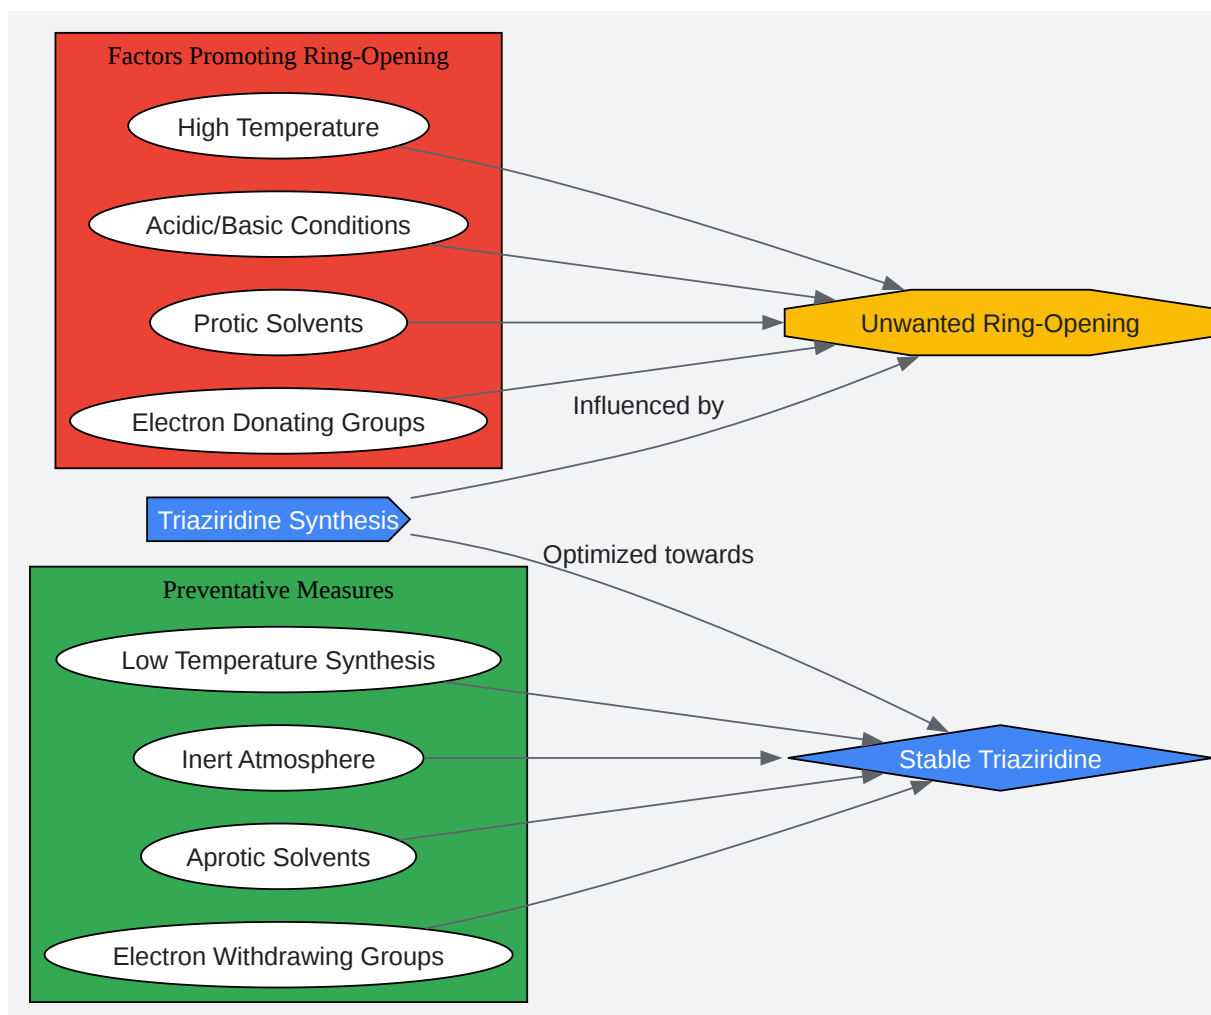 Factors Promoting Ring-Opening
High Temperature
Acidic/Basic Conditions
Protic Solvents
Electron Donating Groups
Unwanted Ring-Opening
Influenced by
Triaziridine Synthesis
Optimized towards
Preventative Measures
Low Temperature Synthesis
Inert Atmosphere
Aprotic Solvents
Electron Withdrawing Groups
Stable Triaziridine